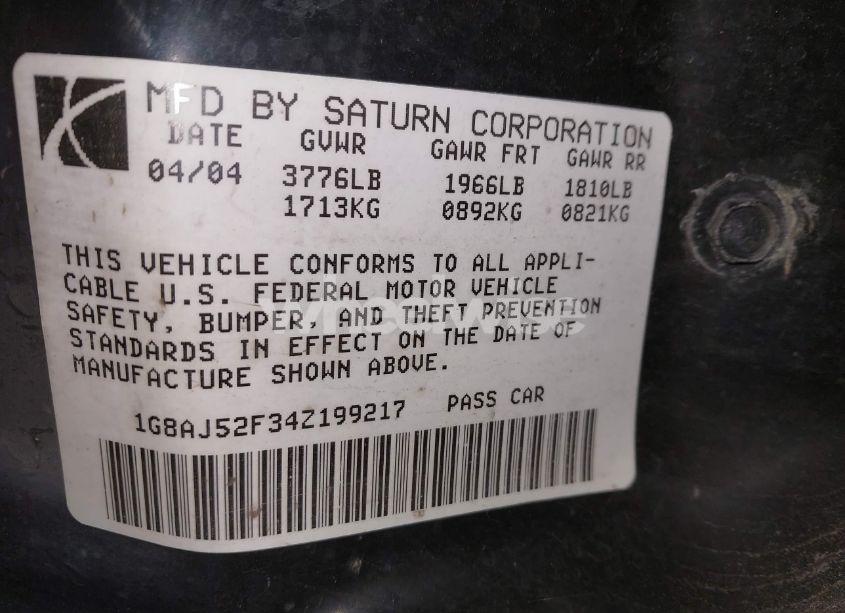 MFD BY SATURN CORPORATION
DATE GVWR GAWR FRT GAWR RR
04/04 3776LB 1966LB 1810LB
1713KG 0892KG 0821KG
THIS VEHICLE CONFORMS TO ALL APPLI-
CABLE U.S. FEDERAL MOTOR VEHICLE
SAFETY, BUMPER, AND THEFT PREVENTION
STANDARDS IN EFFECT ON THE DATE OF
MANUFACTURE SHOWN ABOVE.
1G8AJ52F34Z199217 PASS CAR